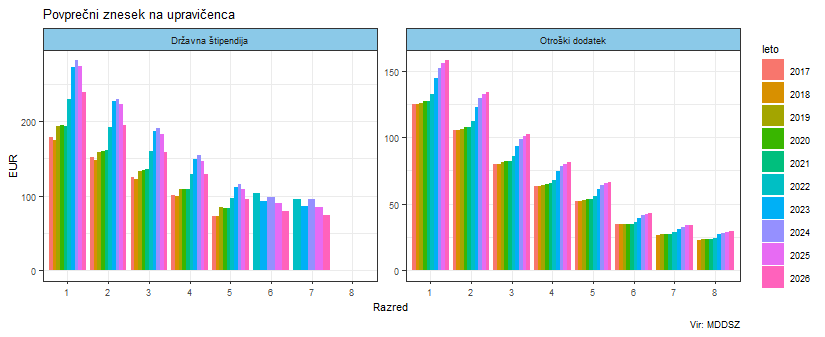 Povprečni znesek na upravičenca
Državna štipendija
Otroški dodatek
EUR
200
100
0
150
100
50
0
1 2 3 4 5 6 7 8
1 2 3 4 5 6 7 8
Razred
leto
2017
2018
2019
2020
2021
2022
2023
2024
2025
2026
Vir: MDDSZ